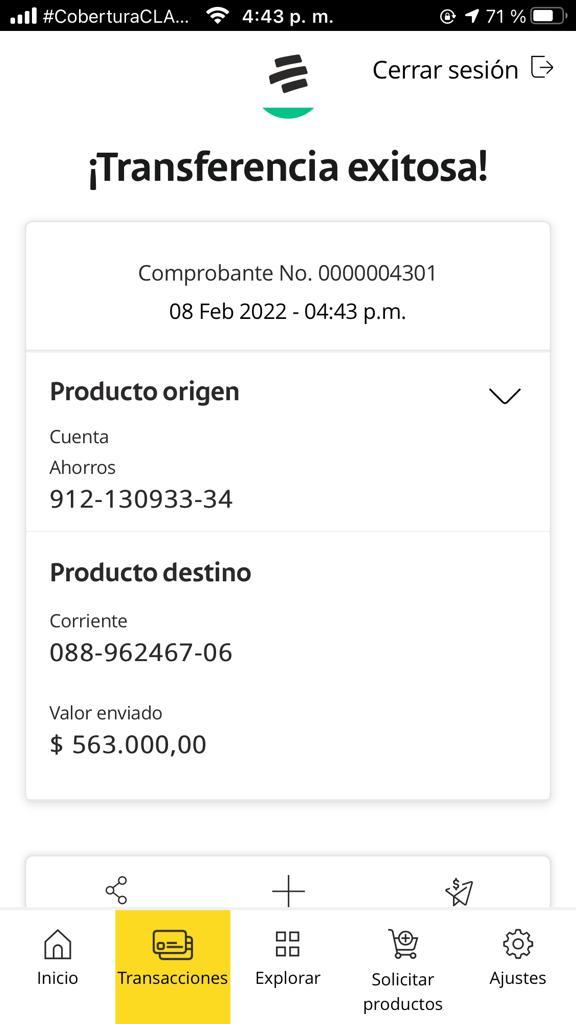 #CoberturaCLA... 4:43 p. m. 71 %
Cerrar sesión
¡Transferencia exitosa!
Comprobante No. 0000004301
08 Feb 2022 - 04:43 p.m.
Producto origen
Cuenta
Ahorros
912-130933-34
Producto destino
Corriente
088-962467-06
Valor enviado
$ 563.000,00
Inicio
Transacciones
Explorar
Solicitar
productos
Ajustes